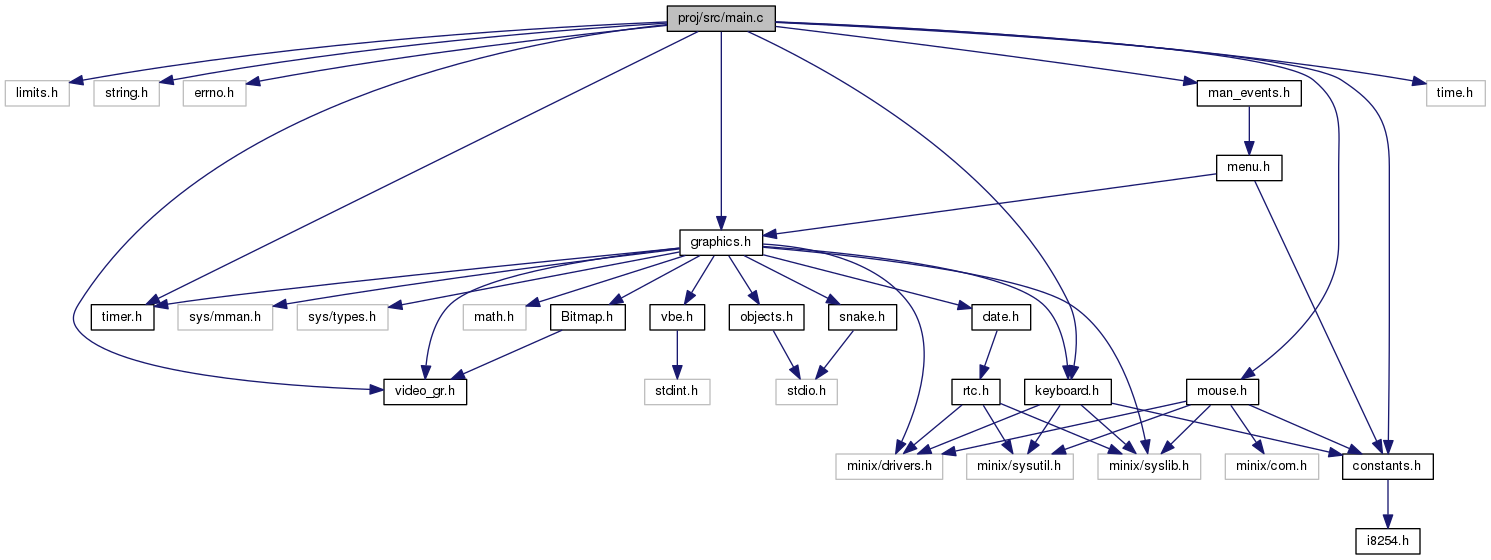 proj/src/main.c
limits.h
string.h
errno.h
man_events.h
time.h
menu.h
graphics.h
timer.h
sys/mman.h
sys/types.h
math.h
Bitmap.h
vbe.h
objects.h
snake.h
date.h
video_gr.h
stdint.h
stdio.h
rtc.h
keyboard.h
mouse.h
minix/drivers.h
minix/sysutil.h
minix/syslib.h
minix/com.h
constants.h
i8254.h